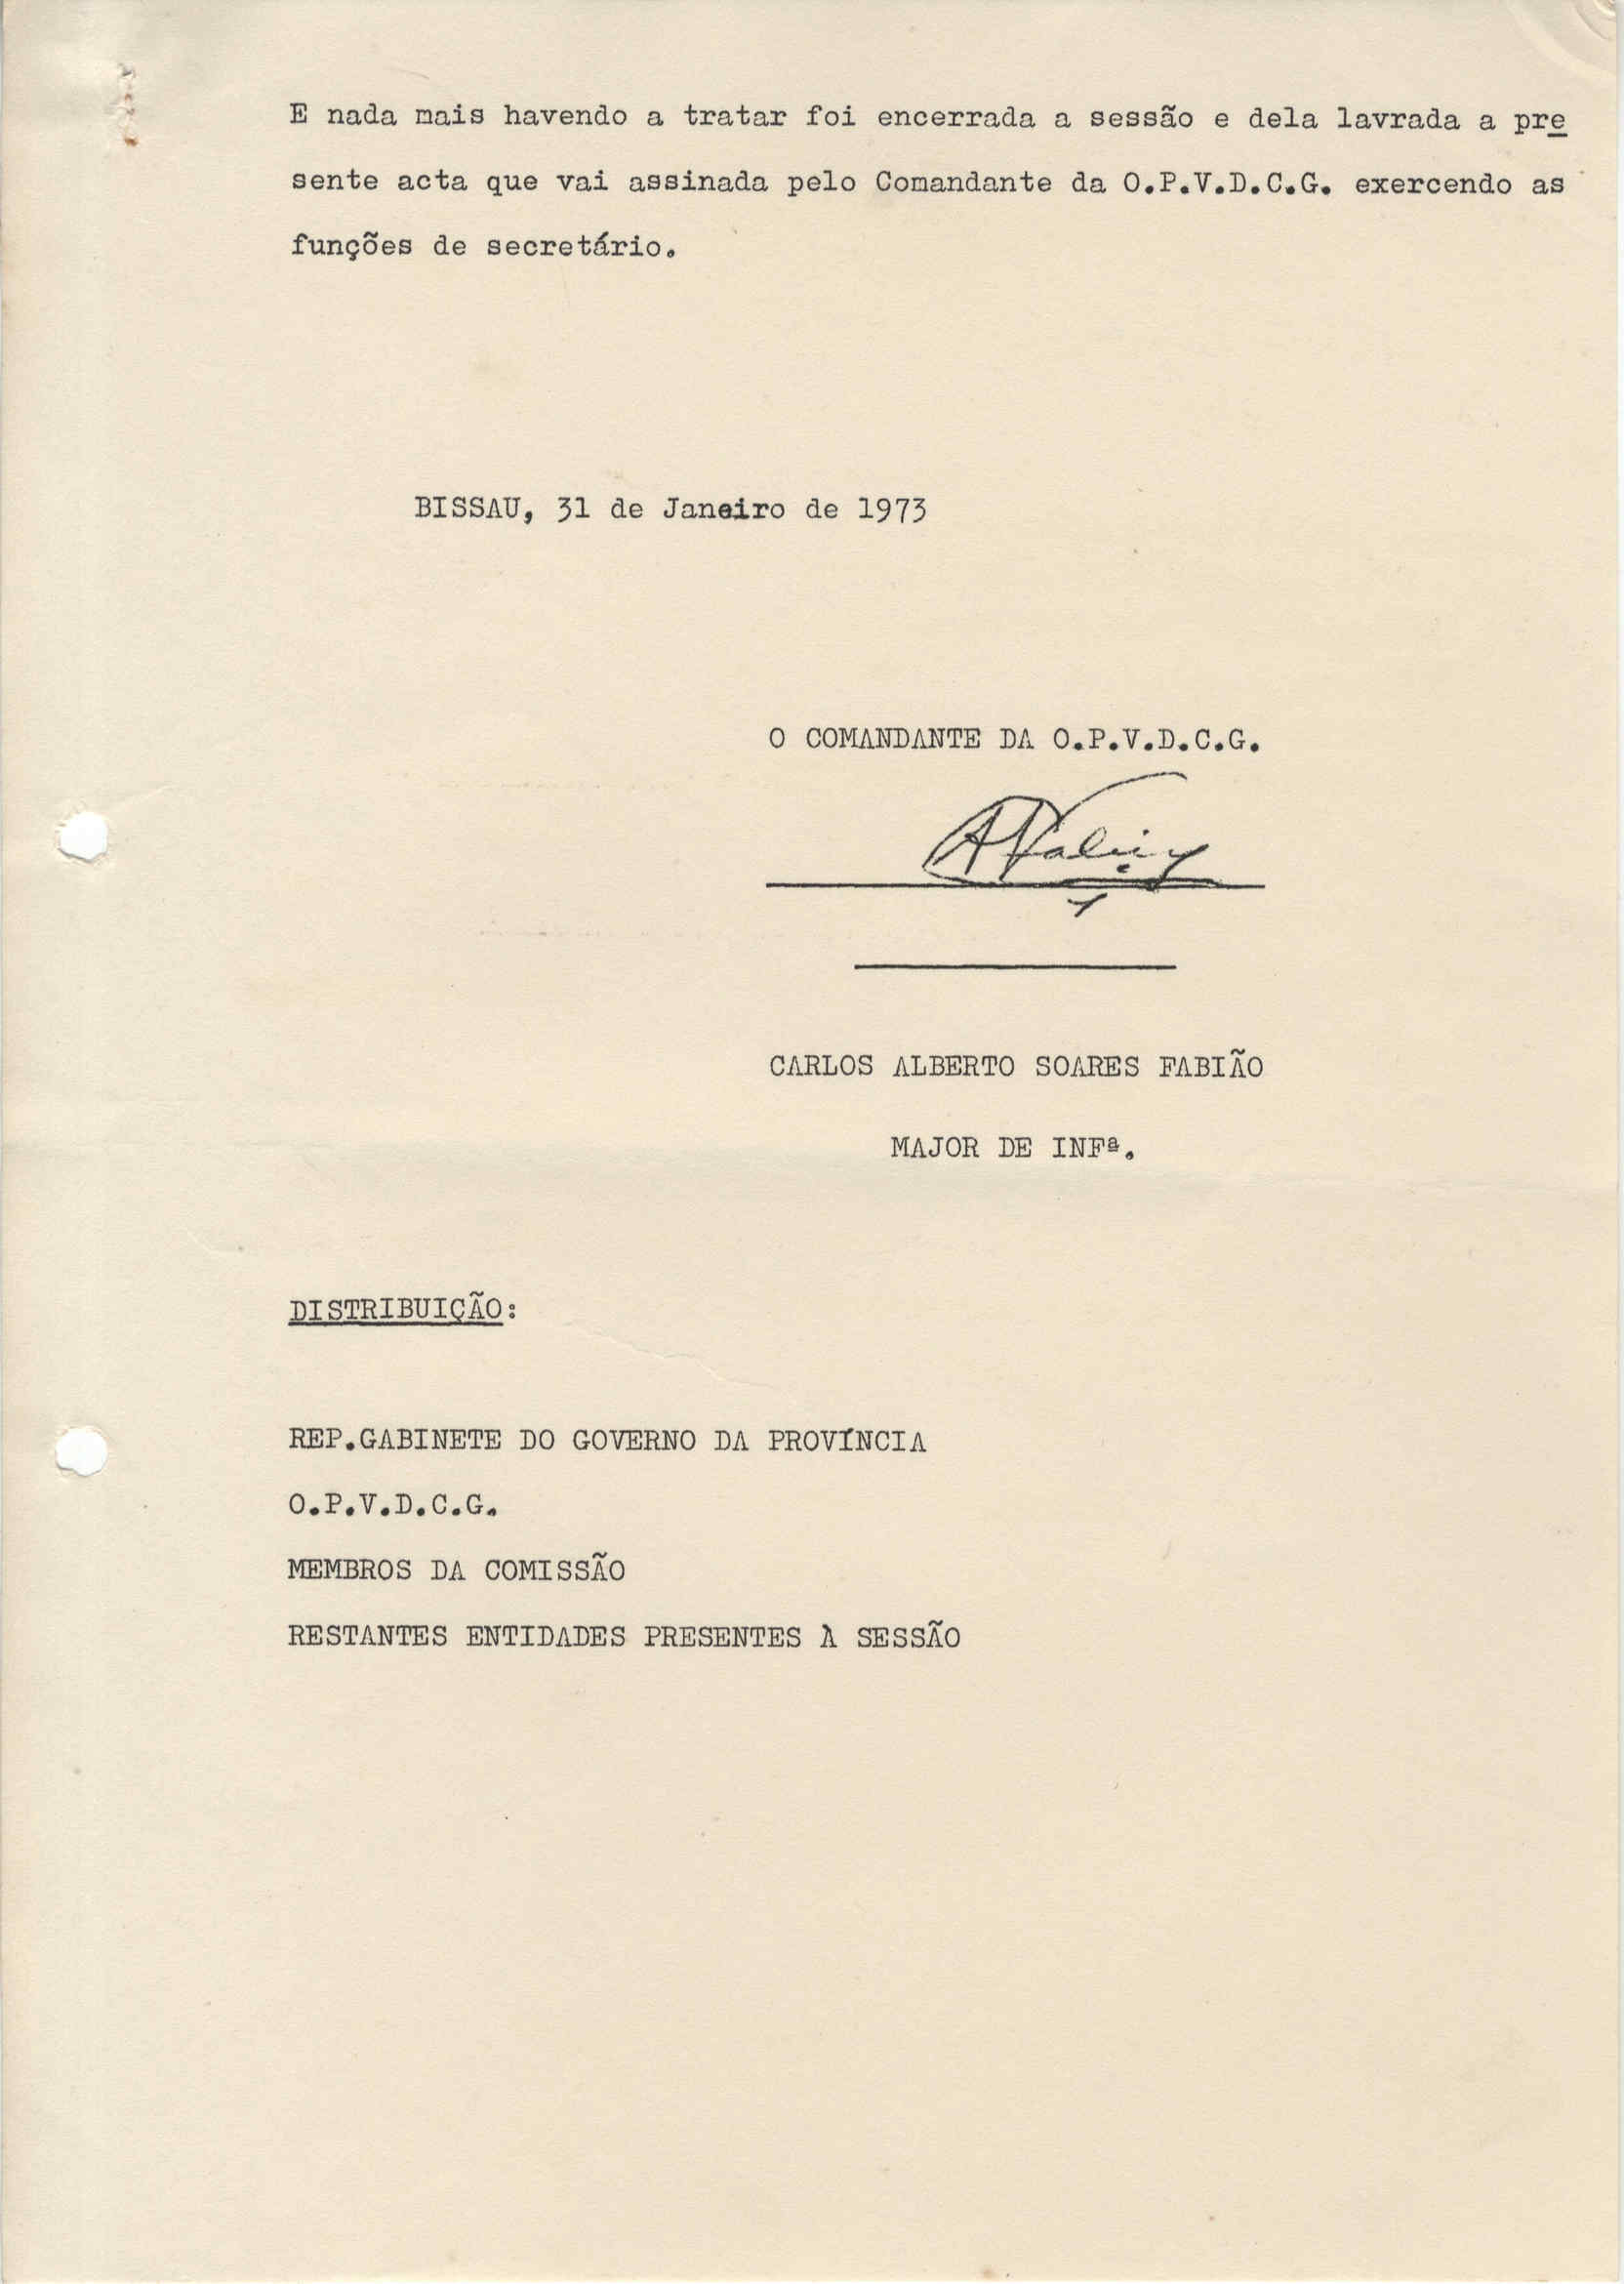 E nada mais havendo a tratar foi encerrada a sessão e dela lavrada a pre
sente acta que vai assinada pelo Comandante da O.P.V.D.C.G. exercendo as
funções de secretário.
BISSAU, 31 de Janeiro de 1973
O COMANDANTE DA O.P.V.D.C.G.
CARLOS ALBERTO SOARES FABIÃO
MAJOR DE INFª.
DISTRIBUIÇÃO:
REP.GABINETE DO GOVERNO DA PROVÍNCIA
O.P.V.D.C.G.
MEMBROS DA COMISSÃO
RESTANTES ENTIDADES PRESENTES À SESSÃO